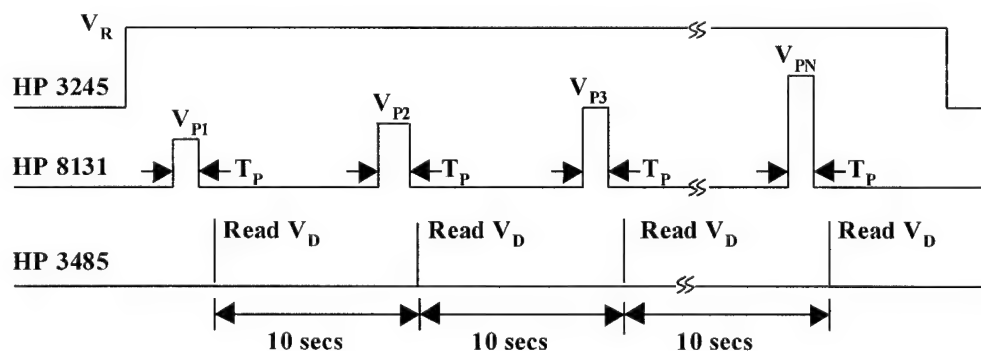 V_R
HP 3245
V_P1
V_P2
V_P3
V_PN
HP 8131
T_P
T_P
T_P
T_P
Read V_D
Read V_D
Read V_D
Read V_D
HP 3485
10 secs
10 secs
10 secs